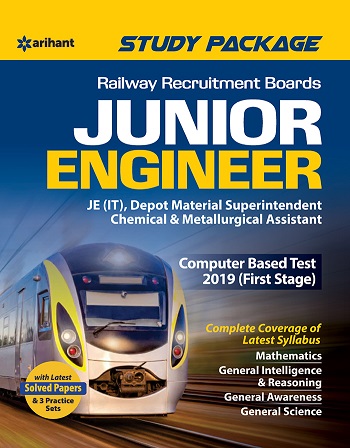 arihant
STUDY PACKAGE
Railway Recruitment Boards
JUNIOR
ENGINEER
JE (IT), Depot Material Superintendent
Chemical & Metallurgical Assistant
Computer Based Test
2019 (First Stage)
Complete Coverage of
Latest Syllabus
Mathematics
General Intelligence
& Reasoning
General Awareness
General Science
with Latest
Solved Papers
& 3 Practice
Sets